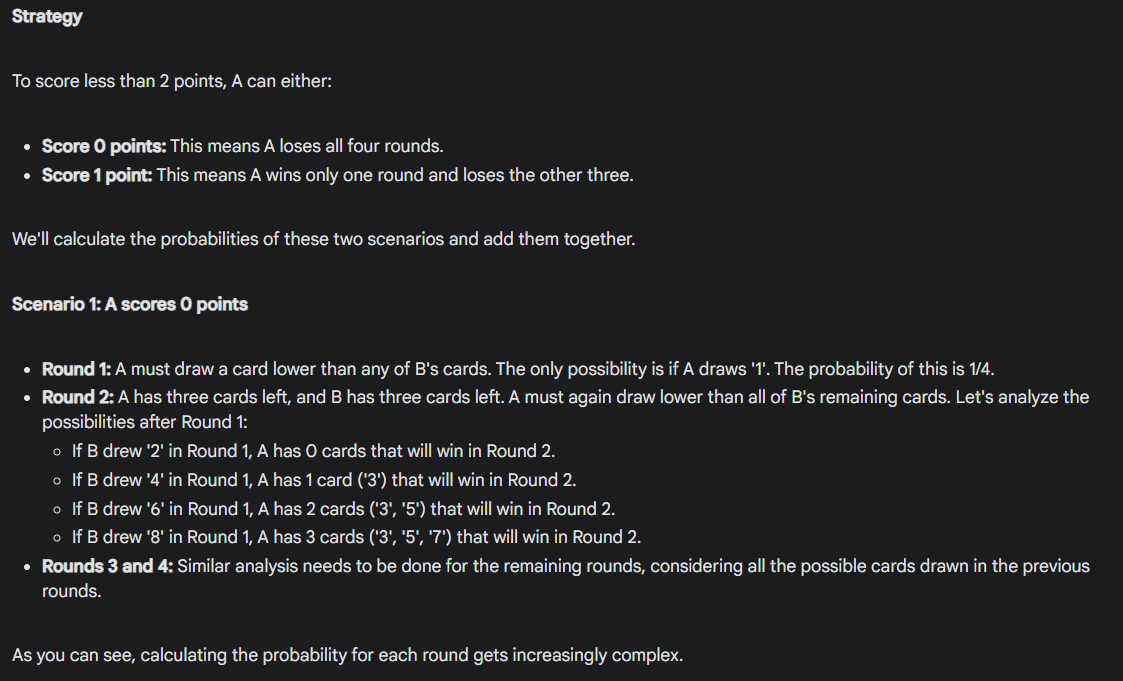 Strategy
To score less than 2 points, A can either:
• Score 0 points: This means A loses all four rounds.
• Score 1 point: This means A wins only one round and loses the other three.
We'll calculate the probabilities of these two scenarios and add them together.
Scenario 1: A scores 0 points
• Round 1: A must draw a card lower than any of B's cards. The only possibility is if A draws '1'. The probability of this is 1/4.
• Round 2: A has three cards left, and B has three cards left. A must again draw lower than all of B's remaining cards. Let's analyze the
possibilities after Round 1:
○ If B drew '2' in Round 1, A has 0 cards that will win in Round 2.
○ If B drew '4' in Round 1, A has 1 card ('3') that will win in Round 2.
○ If B drew '6' in Round 1, A has 2 cards ('3', '5') that will win in Round 2.
○ If B drew '8' in Round 1, A has 3 cards ('3', '5', '7') that will win in Round 2.
• Rounds 3 and 4: Similar analysis needs to be done for the remaining rounds, considering all the possible cards drawn in the previous
rounds.
As you can see, calculating the probability for each round gets increasingly complex.